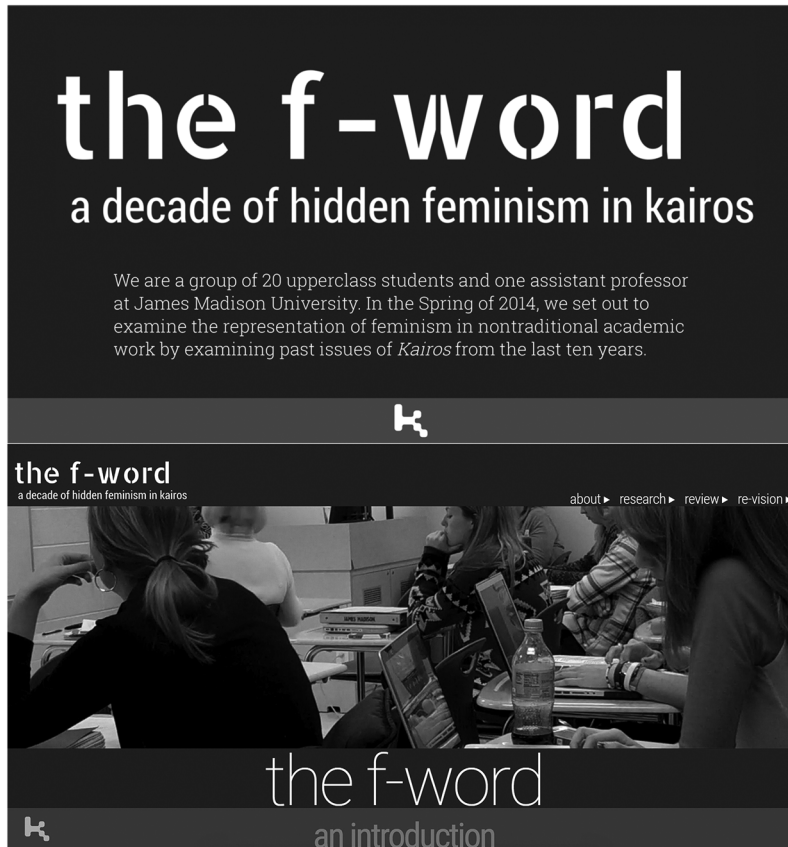 the f-word
a decade of hidden feminism in kairos
We are a group of 20 upperclass students and one assistant professor
at James Madison University. In the Spring of 2014, we set out to
examine the representation of feminism in nontraditional academic
work by examining past issues of Kairos from the last ten years.
the f-word
a decade of hidden feminism in kairos
about ▸ research ▸ review ▸ re-vision ▸
JAMES MADISON
the f-word
an introduction